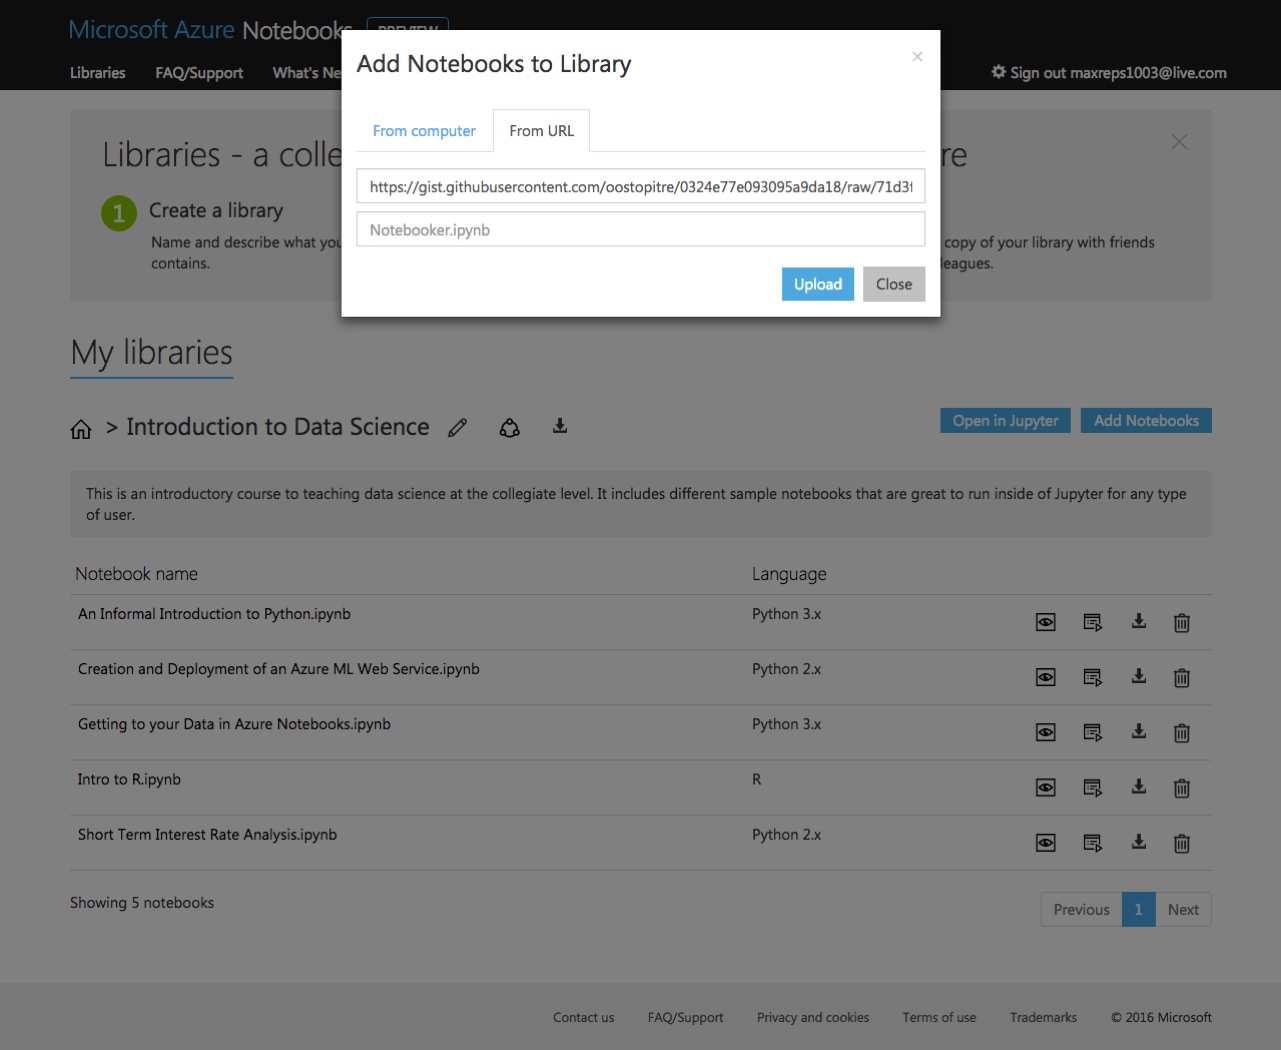 Microsoft Azure Notebooks PREVIEW
Libraries FAQ/Support What's Ne
Sign out maxreps1003@live.com
Add Notebooks to Library
×
From computer From URL
https://gist.githubusercontent.com/oostopitre/0324e77e093095a9da18/raw/71d3f
Notebooker.ipynb
Upload Close
Libraries - a colle
re
1 Create a library
Name and describe what you
contains.
copy of your library with friends
leagues.
My libraries
> Introduction to Data Science
Open in Jupyter Add Notebooks
This is an introductory course to teaching data science at the collegiate level. It includes different sample notebooks that are great to run inside of Jupyter for any type
of user.
Notebook name Language
An Informal Introduction to Python.ipynb Python 3.x
Creation and Deployment of an Azure ML Web Service.ipynb Python 2.x
Getting to your Data in Azure Notebooks.ipynb Python 3.x
Intro to R.ipynb R
Short Term Interest Rate Analysis.ipynb Python 2.x
Showing 5 notebooks
Previous 1 Next
Contact us FAQ/Support Privacy and cookies Terms of use Trademarks © 2016 Microsoft